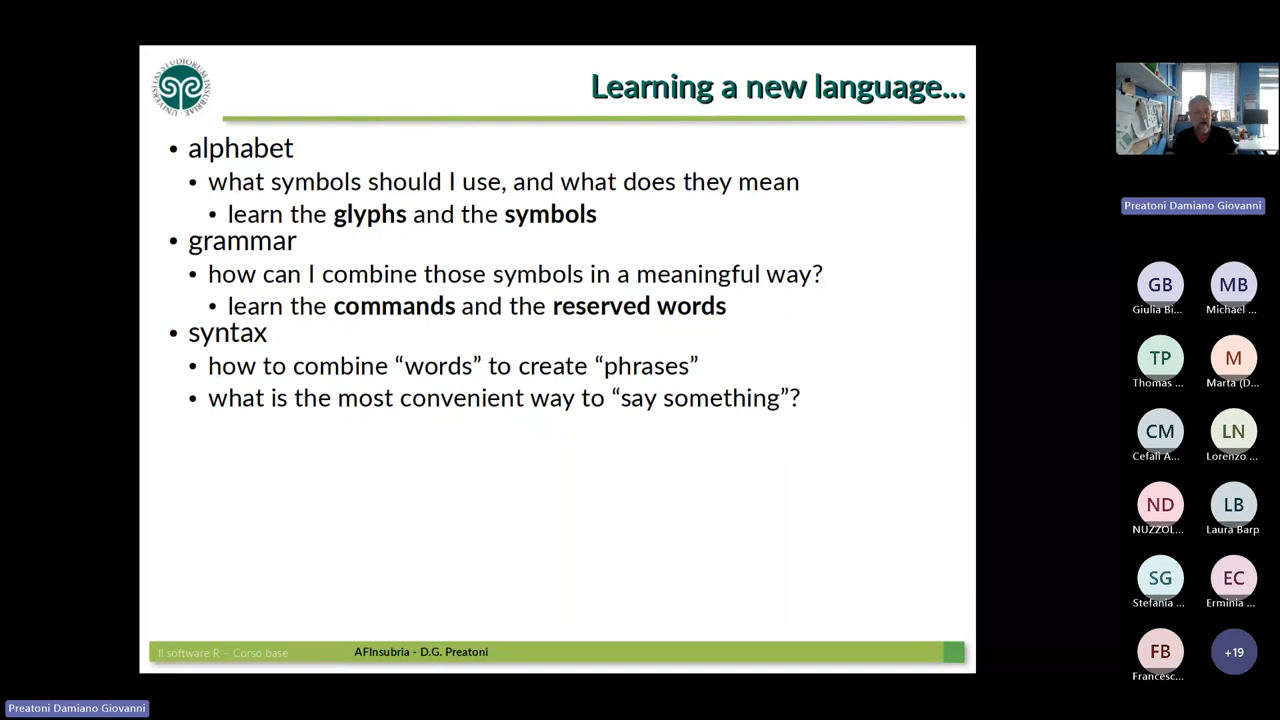 Learning a new language...
• alphabet
• what symbols should I use, and what does they mean
• learn the glyphs and the symbols
• grammar
• how can I combine those symbols in a meaningful way?
• learn the commands and the reserved words
• syntax
• how to combine “words” to create “phrases”
• what is the most convenient way to “say something”?
Il software R – Corso base
AFInsubria - D.G. Preatoni
Preatoni Damiano Giovanni
GB
MB
Giulia Bi...
Michael ...
TP
M
Thomas ...
Marta (D...
CM
LN
Cefalì A...
Lorenzo ...
ND
LB
NUZZOL...
Laura Barp
SG
EC
Stefania ...
Erminia ...
FB
+19
Francesc...
Preatoni Damiano Giovanni